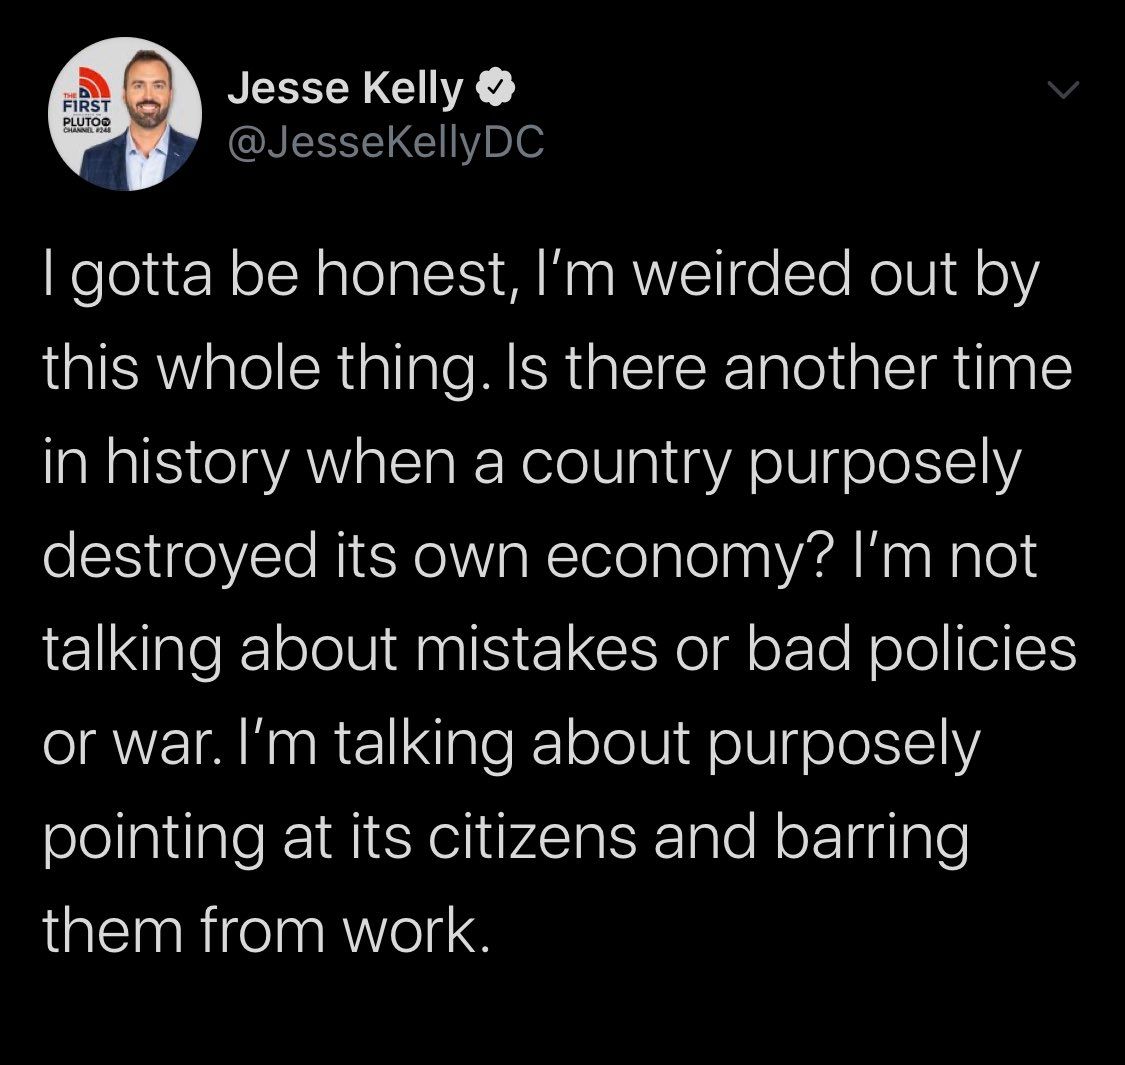 Jesse Kelly
@JesseKellyDC
THE
FIRST
PLUTO TV
CHANNEL #248
I gotta be honest, I’m weirded out by
this whole thing. Is there another time
in history when a country purposely
destroyed its own economy? I’m not
talking about mistakes or bad policies
or war. I’m talking about purposely
pointing at its citizens and barring
them from work.